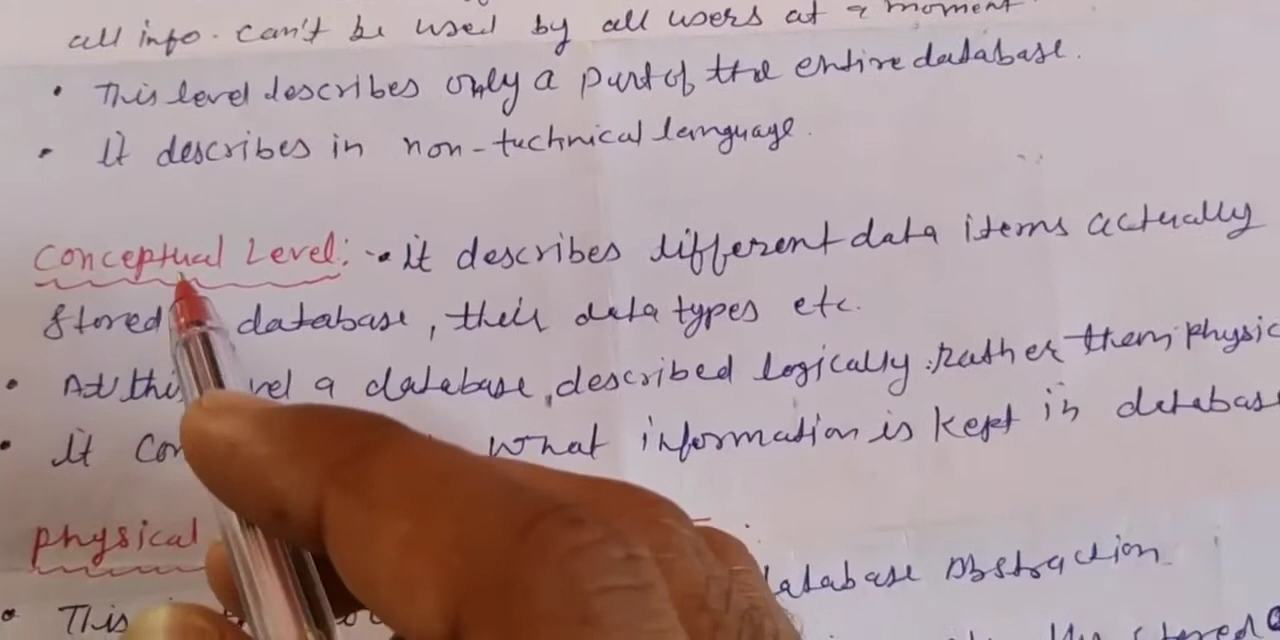 all info. can't be used by all users at a moment
• This level describes only a part of the entire database.
• It describes in non-technical language.
Conceptual Level:- it describes different data items actually
stored database, their data types etc.
• At this a database, described logically rather them physic
• It Con what information is kept in databas
physical
database Abstraction
• This
stored